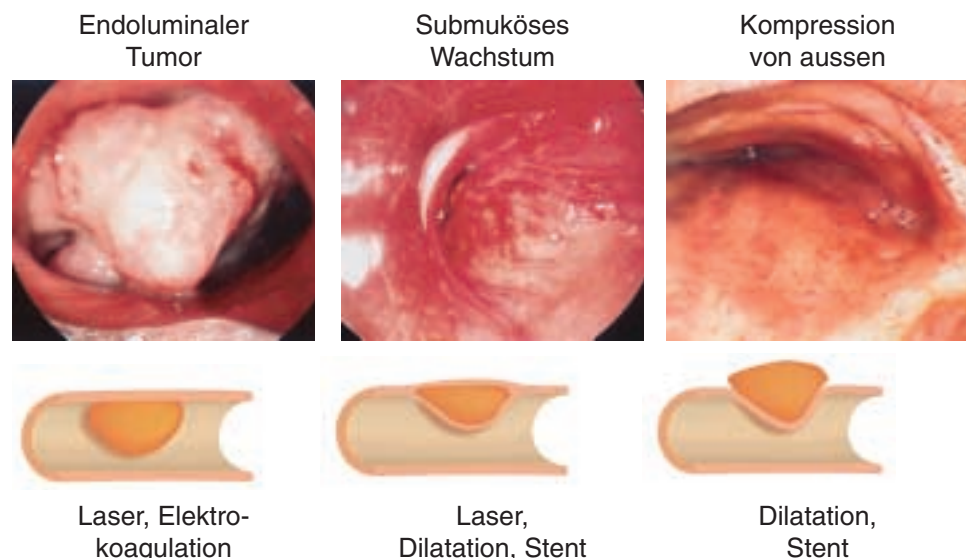 Endoluminaler
Tumor
Submuköses
Wachstum
Kompression
von aussen
Laser, Elektro-
koagulation
Laser,
Dilatation, Stent
Dilatation,
Stent